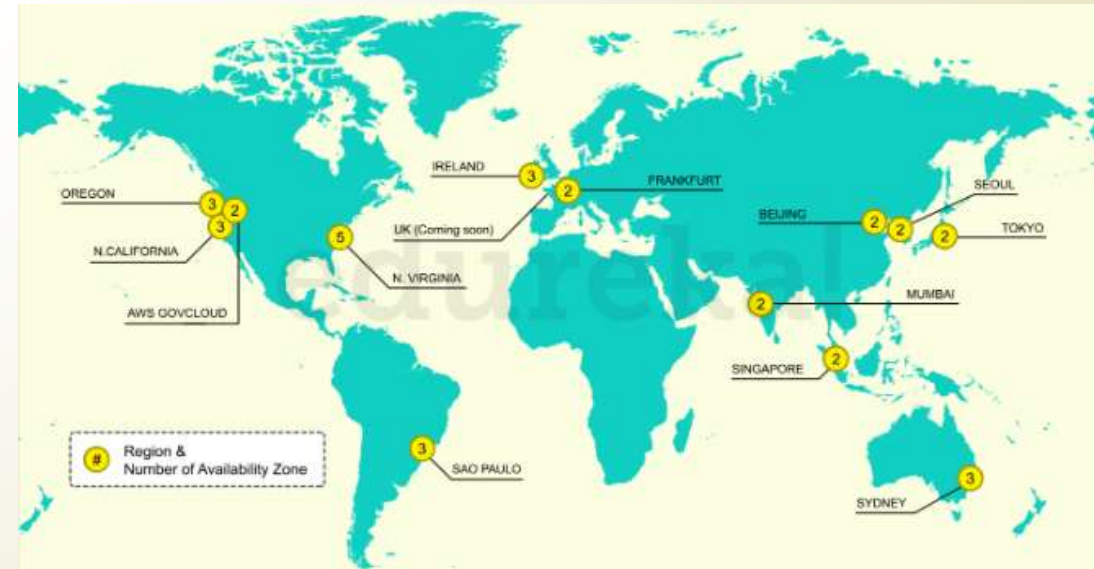 IRELAND
3
FRANKFURT
2
SEOUL
OREGON
3
2
BEIJING
2
2
TOKYO
2
N.CALIFORNIA
3
UK (Coming soon)
5
N. VIRGINIA
edureka!
AWS GOVCLOUD
MUMBAI
2
SINGAPORE
2
# Region &
Number of Availability Zone
3
SAO PAULO
SYDNEY
3